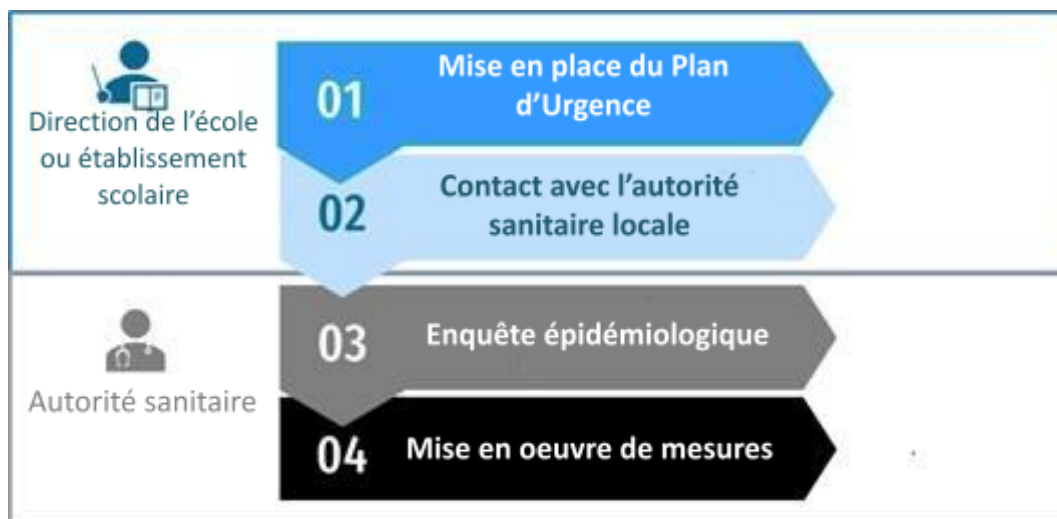 Direction de l'école
ou établissement
scolaire
01
Mise en place du Plan
d'Urgence
02
Contact avec l'autorité
sanitaire locale
Autorité sanitaire
03
Enquête épidémiologique
04
Mise en oeuvre de mesures